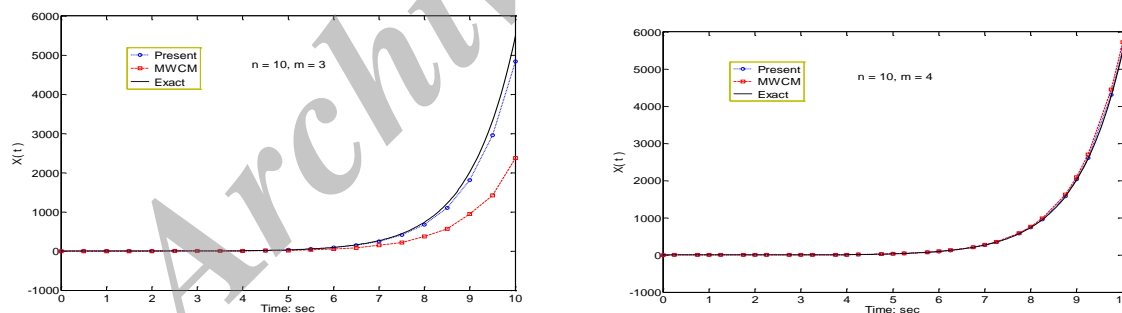 6000
5000
4000
3000
2000
1000
0
-1000
X(t)
Present
MWCM
Exact
n = 10, m = 3
0 1 2 3 4 5 6 7 8 9 10
Time: sec
6000
5000
4000
3000
2000
1000
0
-1000
X(t)
Present
MWCM
Exact
n = 10, m = 4
0 1 2 3 4 5 6 7 8 9
Time: sec
Archiv